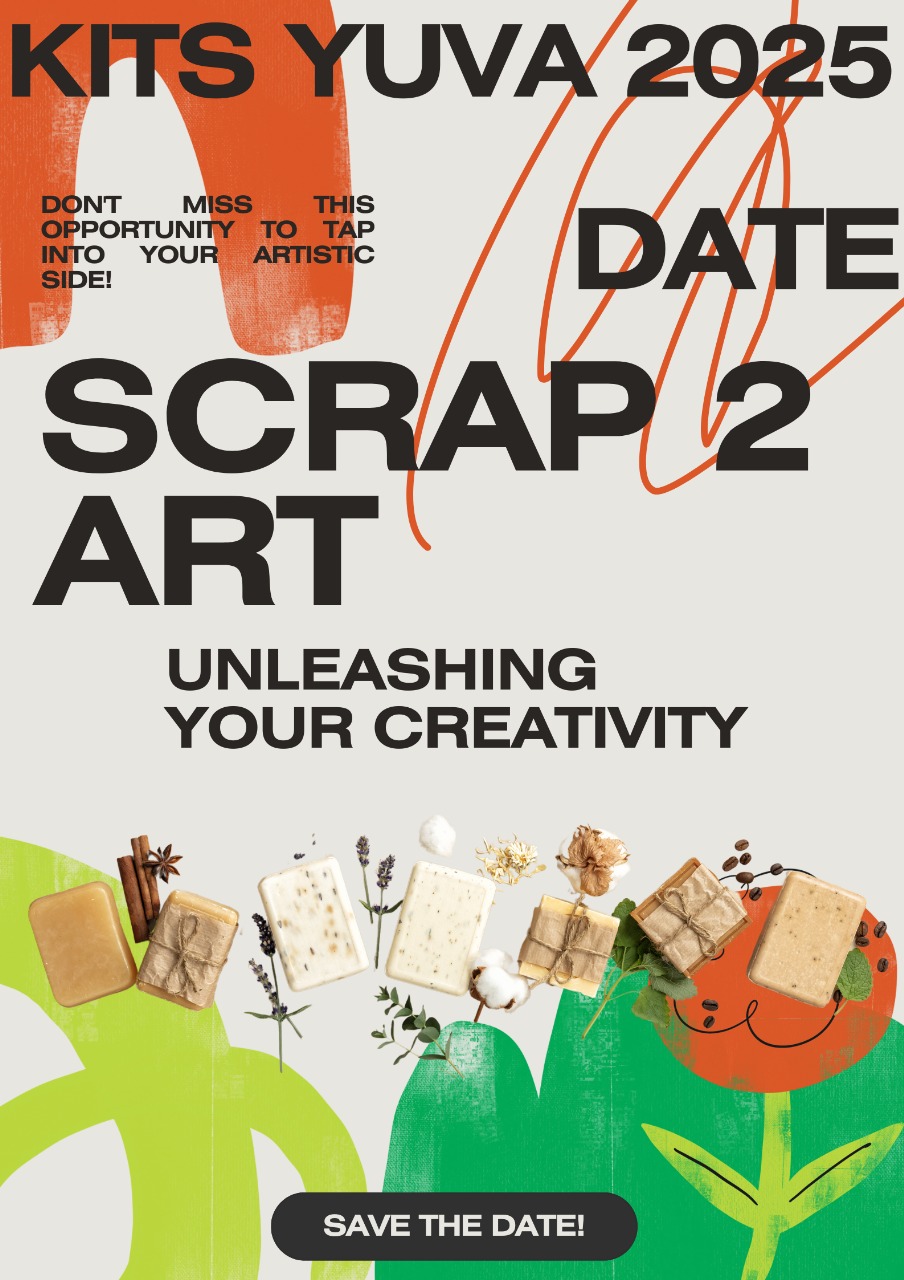 KITS YUVA 2025
DON'T MISS THIS
OPPORTUNITY TO TAP
INTO YOUR ARTISTIC
SIDE!
DATE
SCRAP 2
ART
UNLEASHING
YOUR CREATIVITY
SAVE THE DATE!